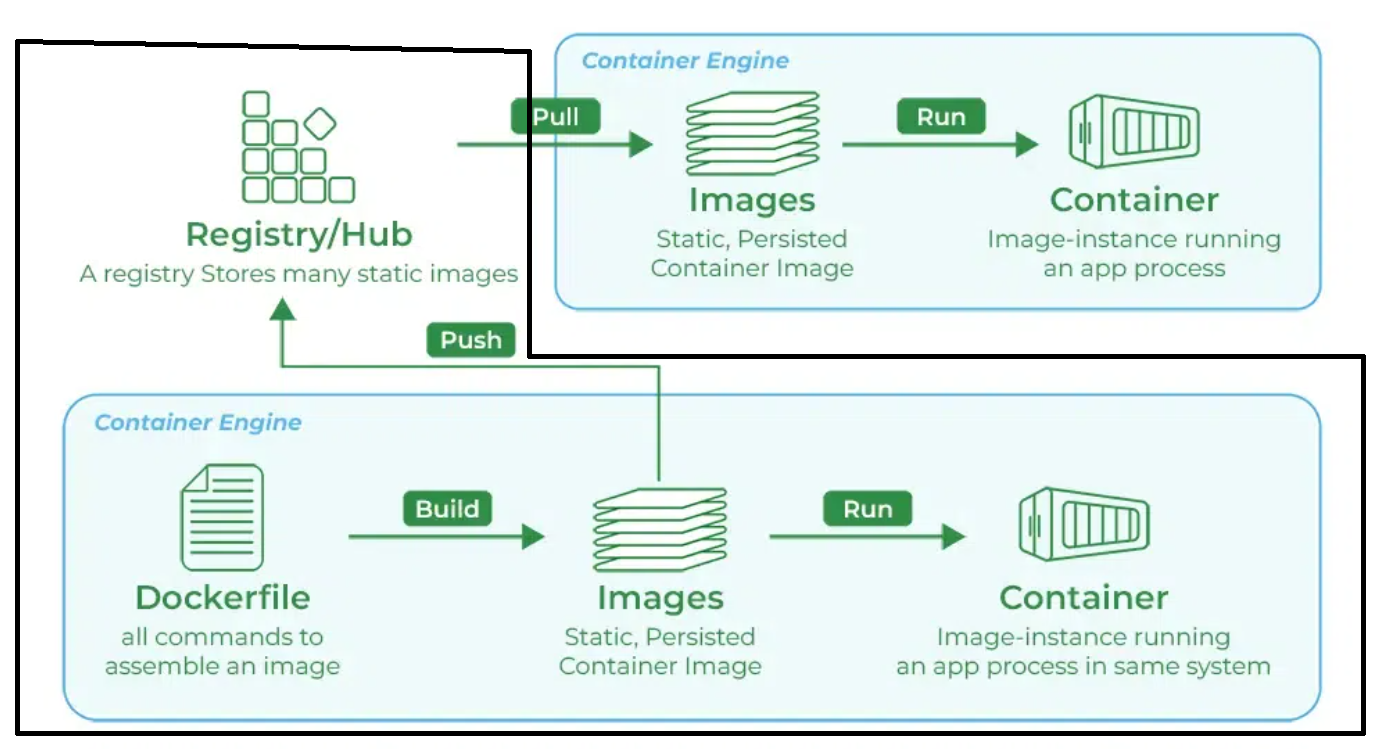 Container Engine
Pull
Run
Registry/Hub
A registry Stores many static images
Images
Static, Persisted
Container Image
Container
Image-instance running
an app process
Push
Container Engine
Build
Run
Dockerfile
all commands to
assemble an image
Images
Static, Persisted
Container Image
Container
Image-instance running
an app process in same system